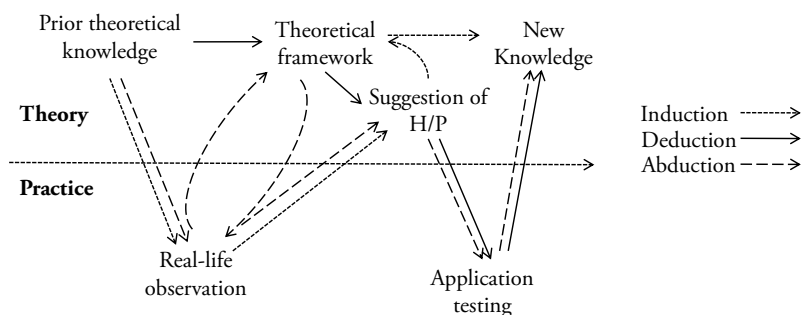 Prior theoretical
knowledge
Theoretical
framework
New
Knowledge
Suggestion of
H/P
Theory
Induction
Deduction
Abduction
Practice
Real-life
observation
Application
testing